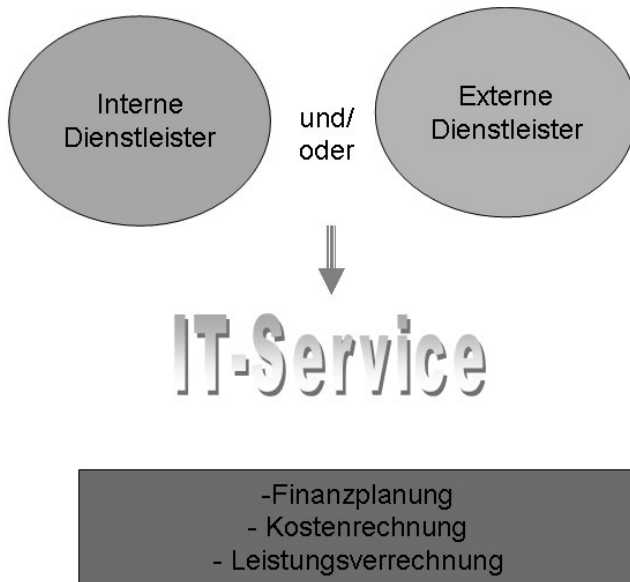 Interne
Dienstleister
und/
oder
Externe
Dienstleister
IT-Service
-Finanzplanung
- Kostenrechnung
- Leistungsverrechnung